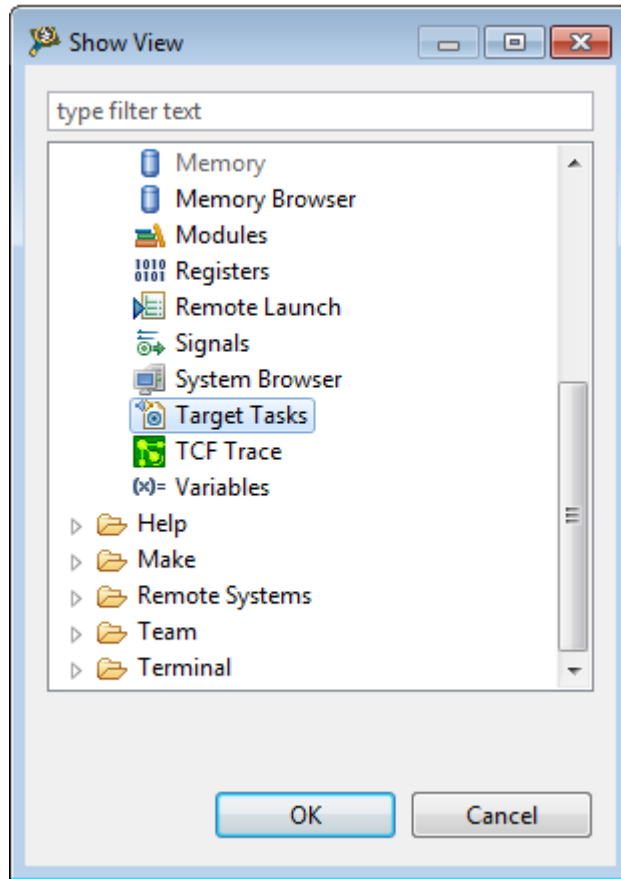 Show View
type filter text
Memory
Memory Browser
Modules
1010
0101 Registers
Remote Launch
Signals
System Browser
Target Tasks
TCF Trace
(x)= Variables
Help
Make
Remote Systems
Team
Terminal
OK Cancel